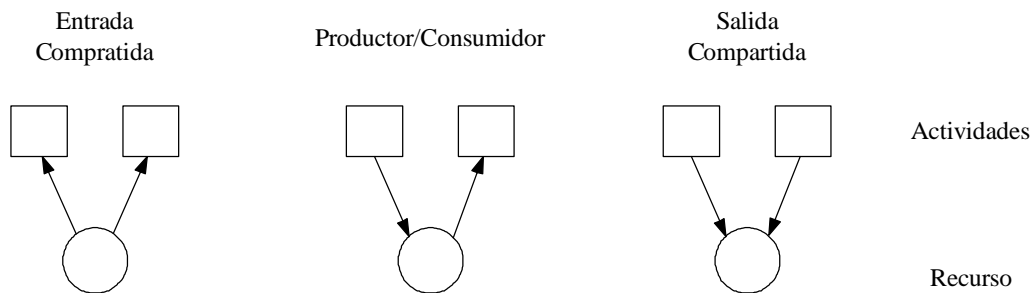 Entrada
Compratida
Productor/Consumidor
Salida
Compartida
Actividades
Recurso